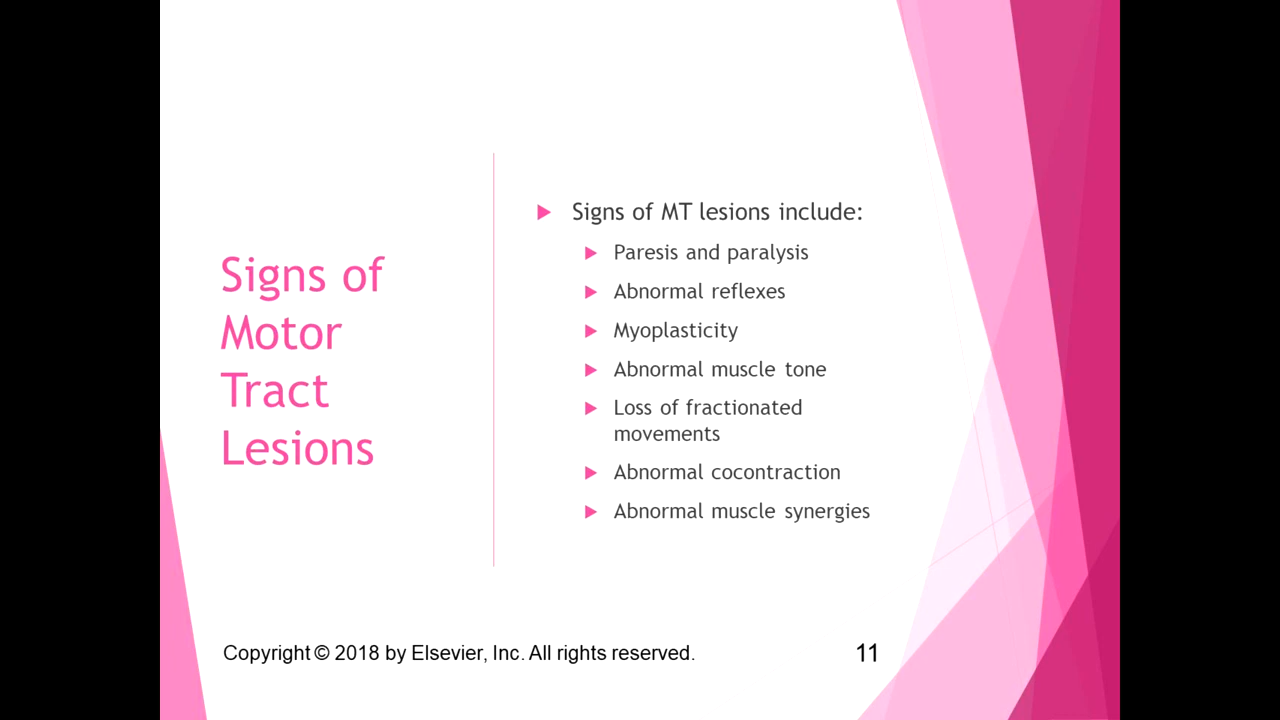 Signs of
Motor
Tract
Lesions
Signs of MT lesions include:
Paresis and paralysis
Abnormal reflexes
Myoplasticity
Abnormal muscle tone
Loss of fractionated
movements
Abnormal cocontraction
Abnormal muscle synergies
Copyright © 2018 by Elsevier, Inc. All rights reserved.
11